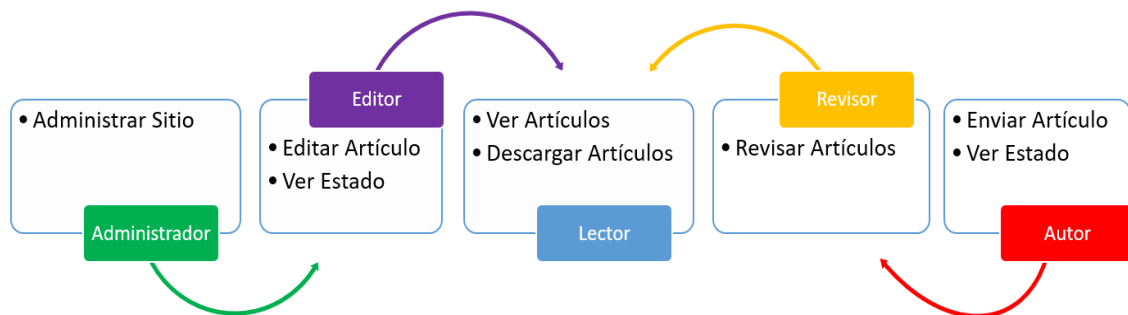 • Administrar Sitio
Administrador
Editor
• Editar Artículo
• Ver Estado
• Ver Artículos
• Descargar Artículos
Lector
Revisor
• Revisar Artículos
• Enviar Artículo
• Ver Estado
Autor